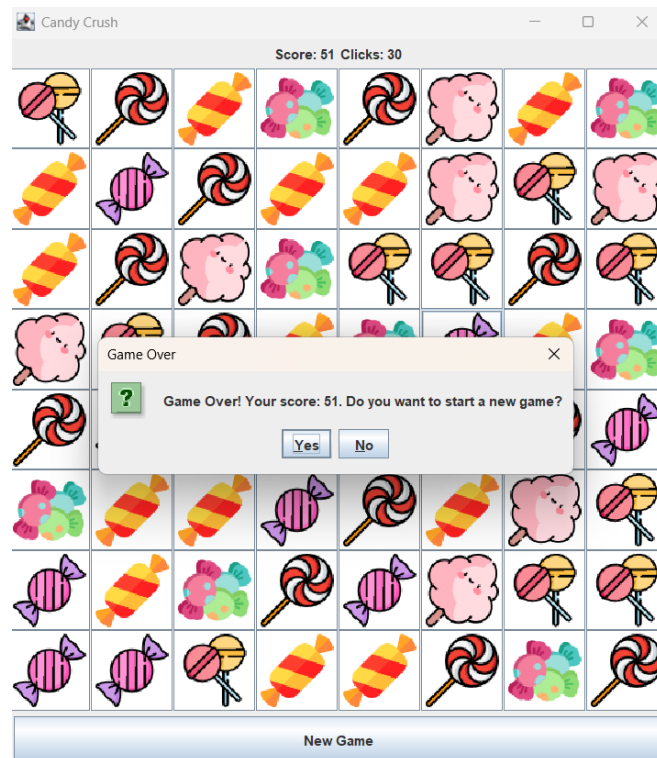 Candy Crush
Score: 51 Clicks: 30
Game Over
?
Game Over! Your score: 51. Do you want to start a new game?
Yes No
New Game